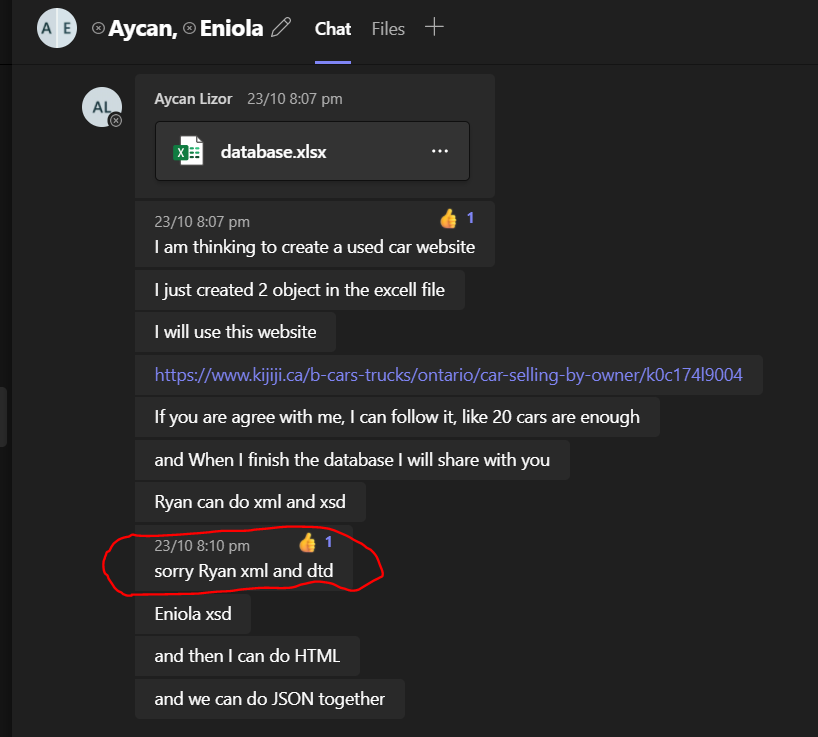 A E Aycan, Eniola Chat Files
AL
Aycan Lizor 23/10 8:07 pm
database.xlsx
23/10 8:07 pm 1
I am thinking to create a used car website
I just created 2 object in the excell file
I will use this website
https://www.kijiji.ca/b-cars-trucks/ontario/car-selling-by-owner/k0c174l9004
If you are agree with me, I can follow it, like 20 cars are enough
and When I finish the database I will share with you
Ryan can do xml and xsd
23/10 8:10 pm 1
sorry Ryan xml and dtd
Eniola xsd
and then I can do HTML
and we can do JSON together